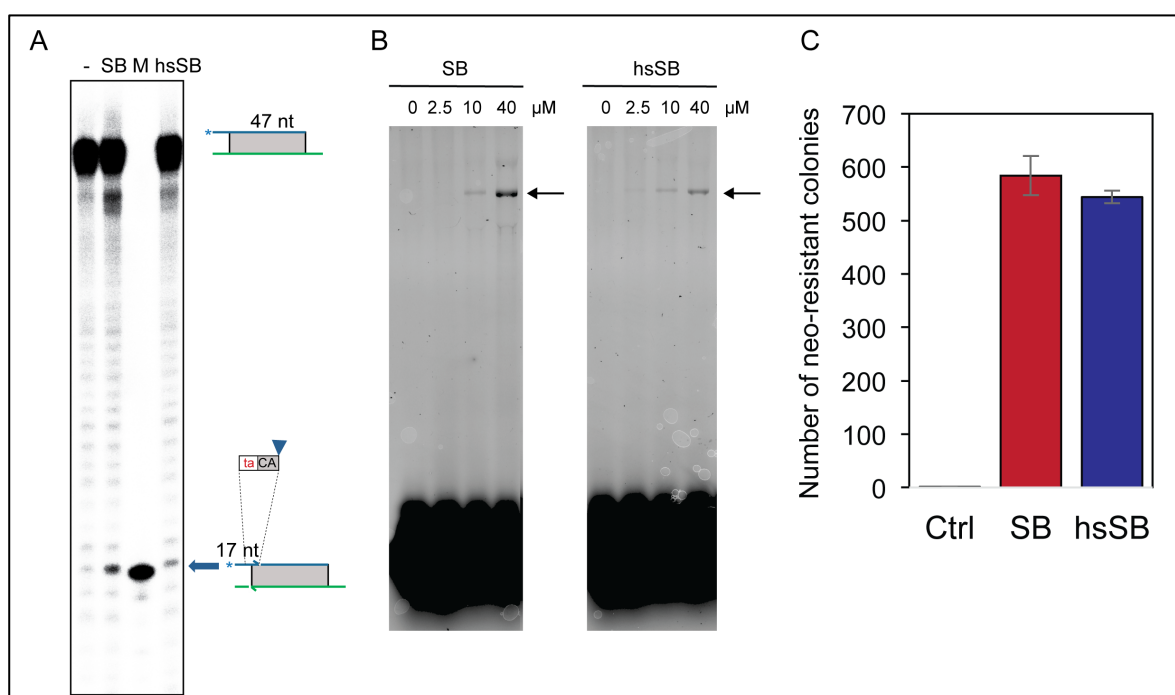 A
- SB M hsSB
* 47 nt
ta CA
17 nt
*
B
SB hsSB
0 2.5 10 40 µM 0 2.5 10 40 µM
C
Number of neo-resistant colonies
700
600
500
400
300
200
100
0
Ctrl SB hsSB